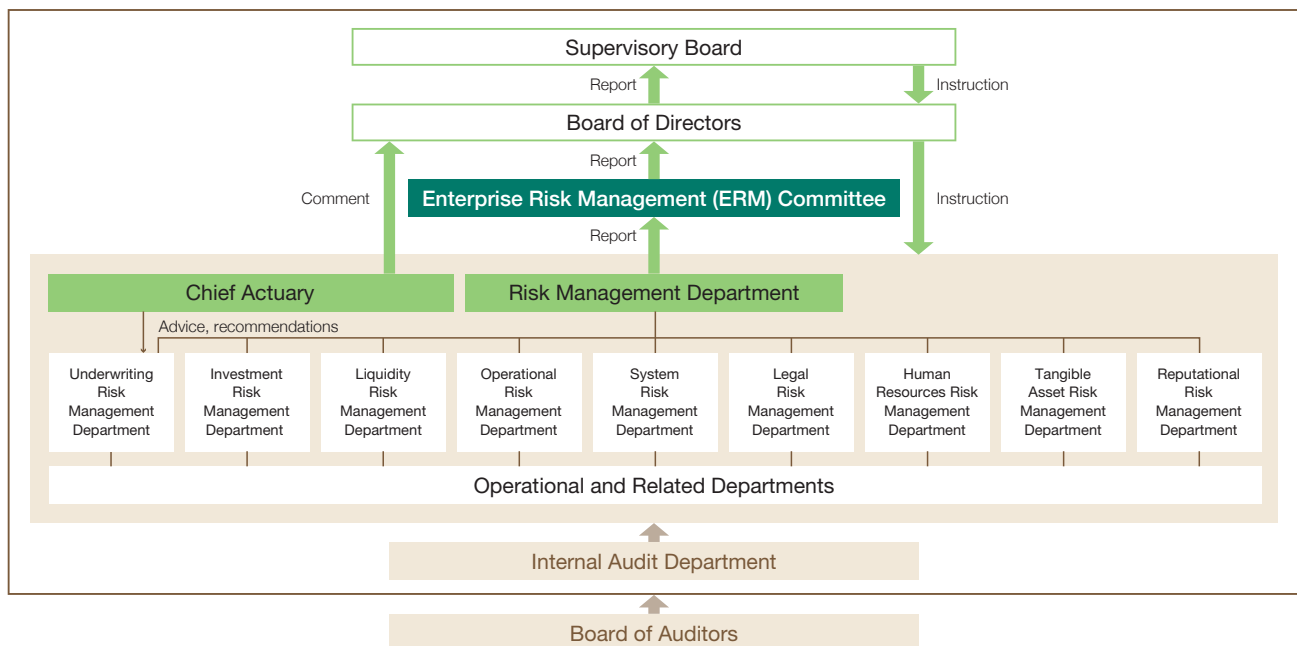 Supervisory Board
Report
Instruction
Board of Directors
Report
Comment
Enterprise Risk Management (ERM) Committee
Instruction
Report
Chief Actuary
Risk Management Department
Advice, recommendations
Underwriting
Risk
Management
Department
Investment
Risk
Management
Department
Liquidity
Risk
Management
Department
Operational
Risk
Management
Department
System
Risk
Management
Department
Legal
Risk
Management
Department
Human
Resources Risk
Management
Department
Tangible
Asset Risk
Management
Department
Reputational
Risk
Management
Department
Operational and Related Departments
Internal Audit Department
Board of Auditors